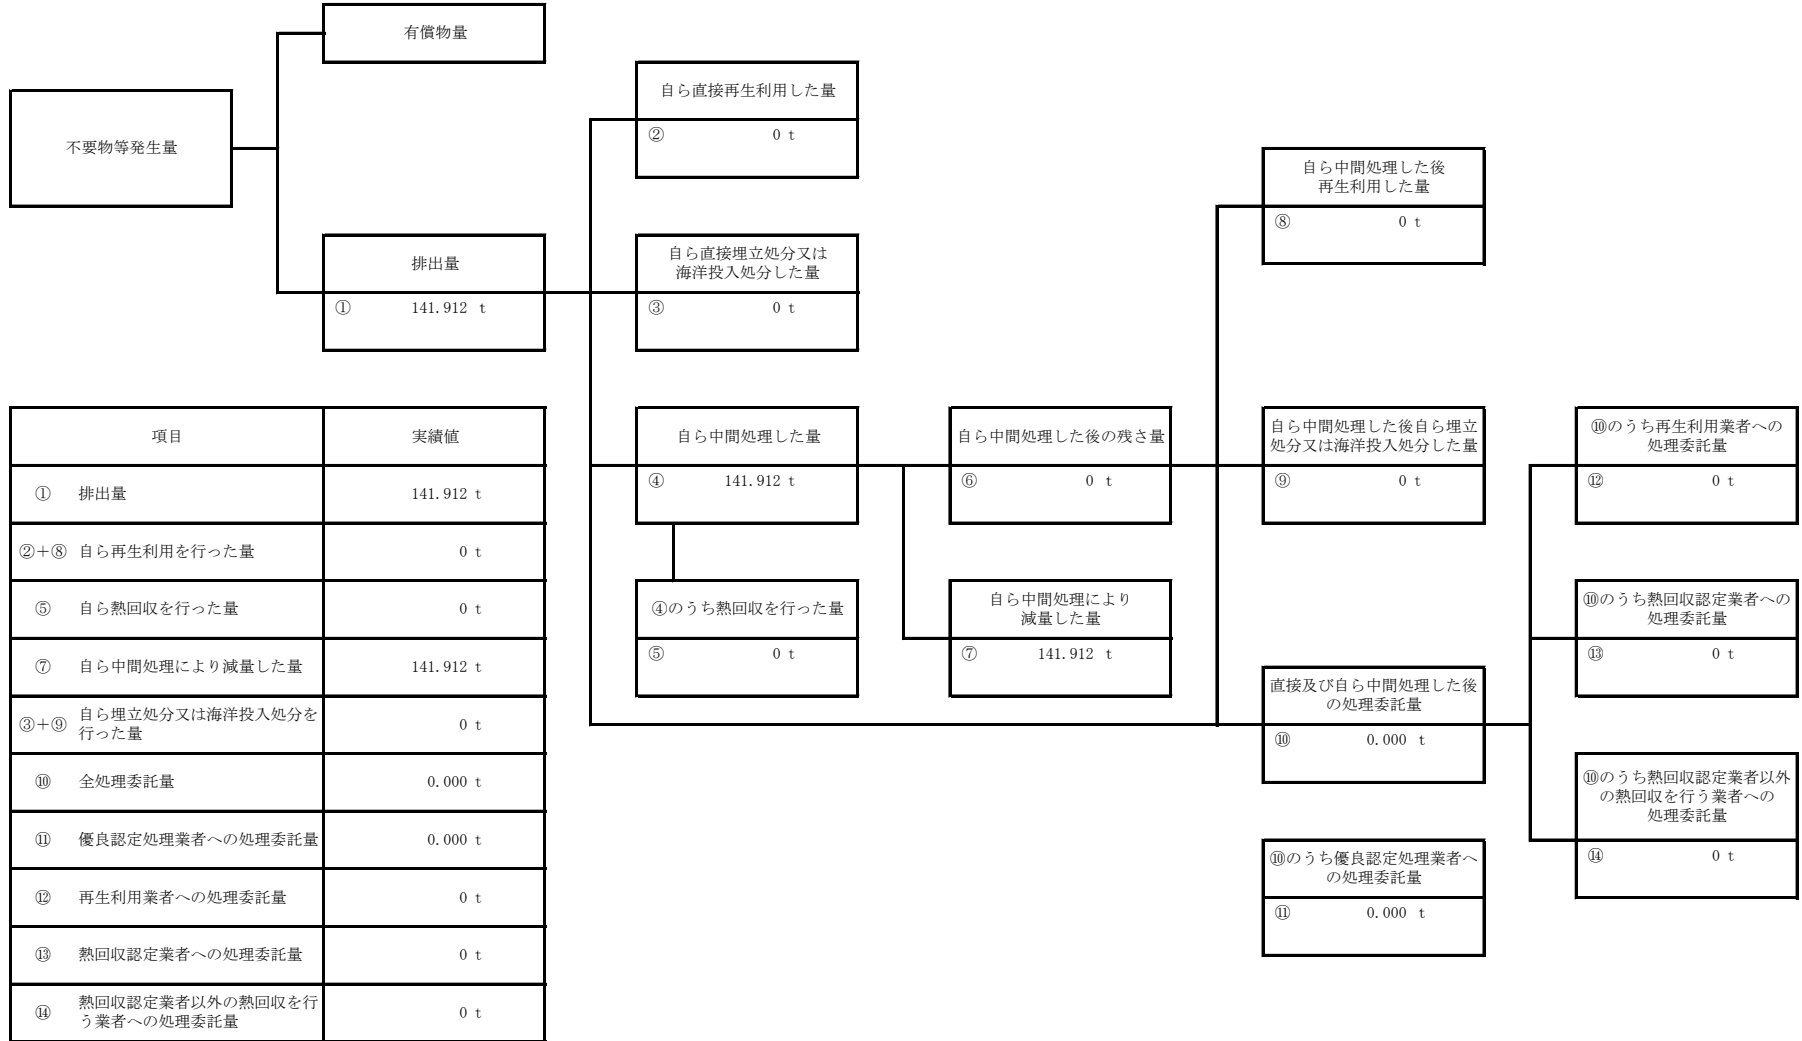 有償物量
不要物等発生量
排出量
① 141.912 t
自ら直接再生利用した量
② 0 t
自ら直接埋立処分又は
海洋投入処分した量
③ 0 t
自ら中間処理した量
④ 141.912 t
④のうち熱回収を行った量
⑤ 0 t
自ら中間処理した後の残さ量
⑥ 0 t
自ら中間処理により
減量した量
⑦ 141.912 t
自ら中間処理した後
再生利用した量
⑧ 0 t
自ら中間処理した後自ら埋立
処分又は海洋投入処分した量
⑨ 0 t
直接及び自ら中間処理した後
の処理委託量
⑩ 0.000 t
⑩のうち優良認定処理業者へ
の処理委託量
⑪ 0.000 t
⑩のうち再生利用業者への
処理委託量
⑫ 0 t
⑩のうち熱回収認定業者への
処理委託量
⑬ 0 t
⑩のうち熱回収認定業者以外
の熱回収を行う業者への
処理委託量
⑭ 0 t
項目 実績値
① 排出量 141.912 t
②+⑧ 自ら再生利用を行った量 0 t
⑤ 自ら熱回収を行った量 0 t
⑦ 自ら中間処理により減量した量 141.912 t
③+⑨ 自ら埋立処分又は海洋投入処分を
行った量 0 t
⑩ 全処理委託量 0.000 t
⑪ 優良認定処理業者への処理委託量 0.000 t
⑫ 再生利用業者への処理委託量 0 t
⑬ 熱回収認定業者への処理委託量 0 t
⑭ 熱回収認定業者以外の熱回収を行
う業者への処理委託量 0 t